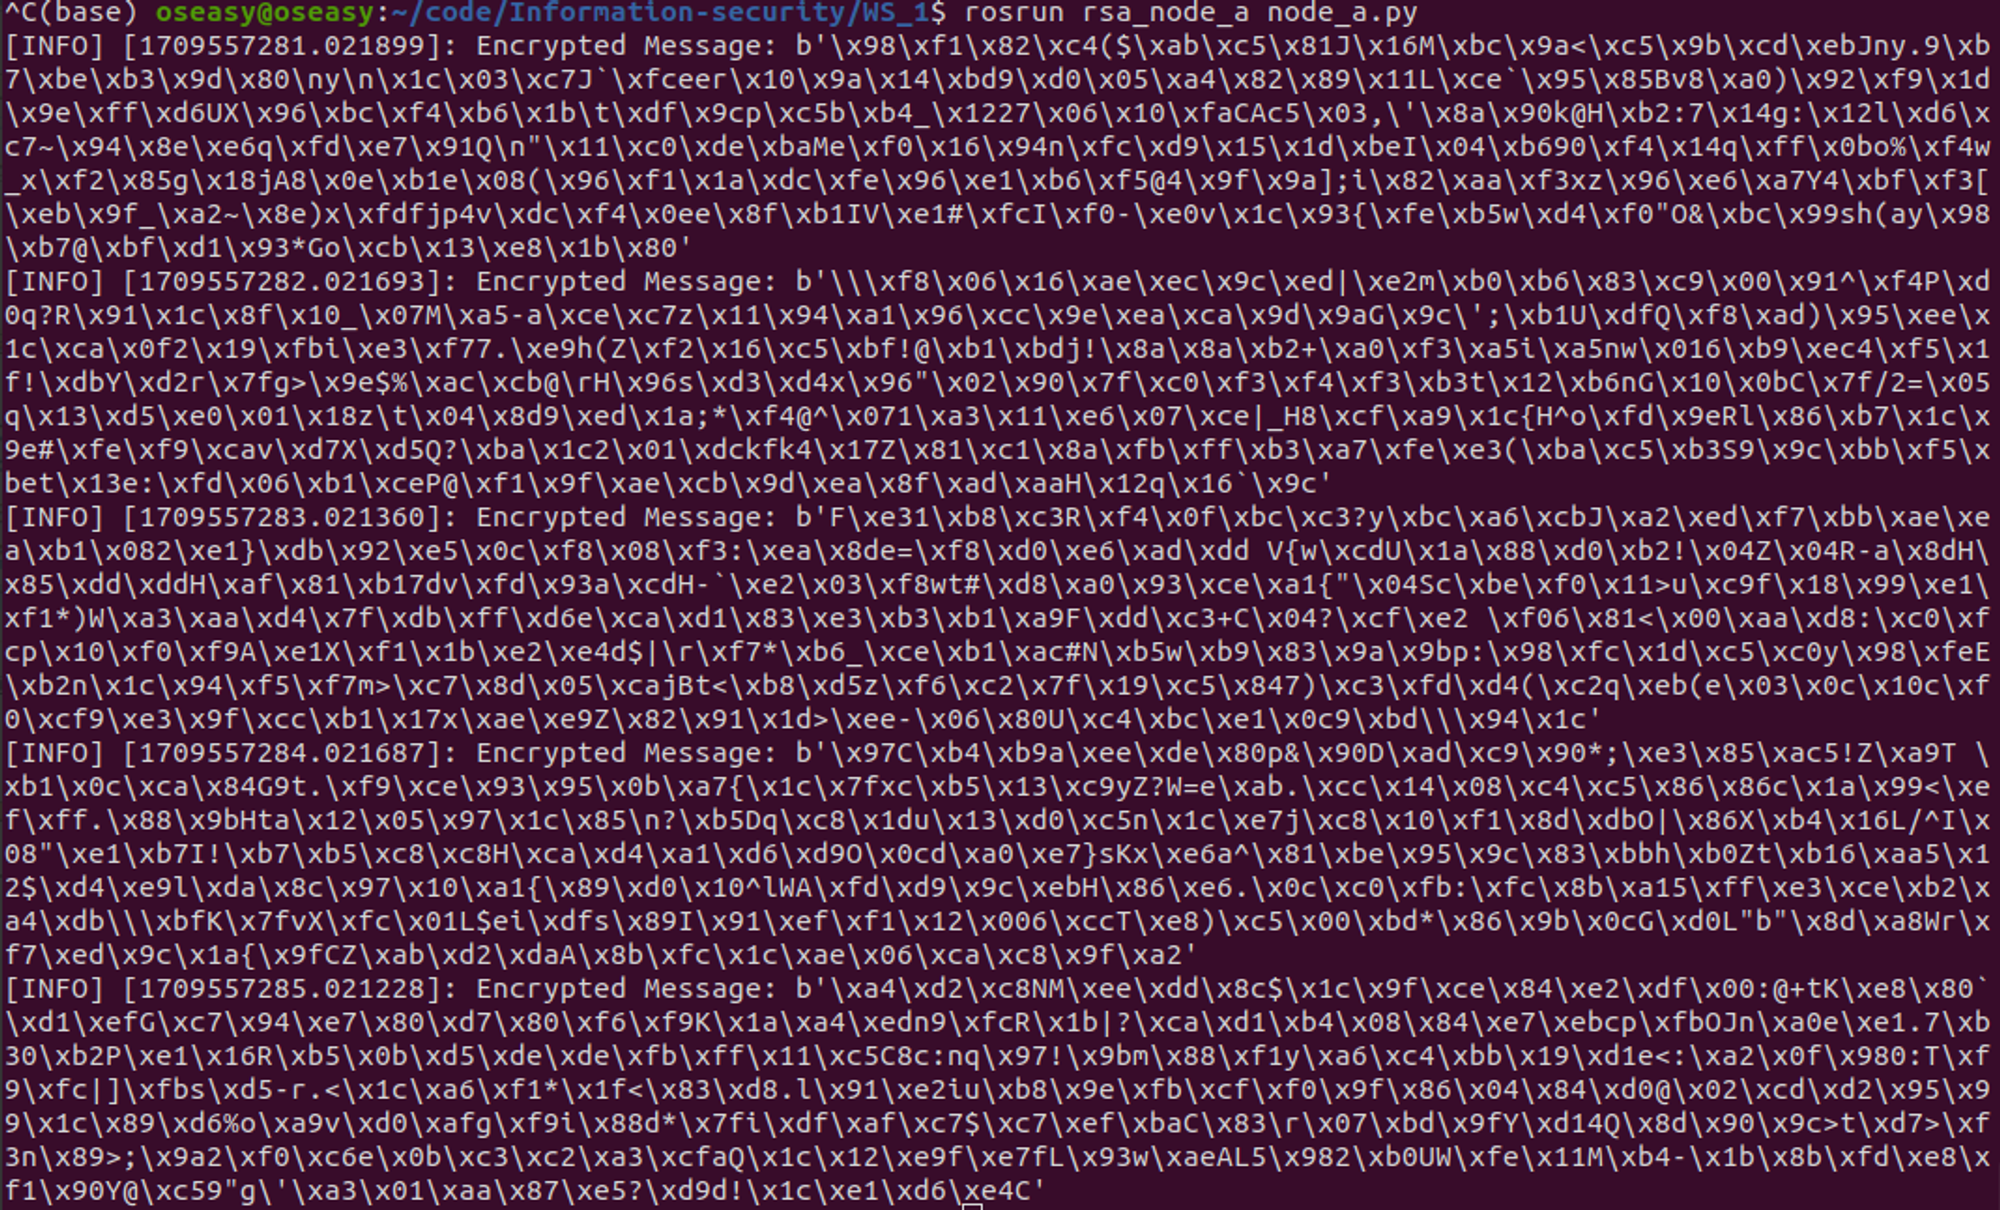 ^C(base) oseasy@oseasy:~/code/Information-security/WS_1$ rosrun rsa_node_a node_a.py
[INFO] [1709557281.021899]: Encrypted Message: b'\x98\xf1\x82\xc4($\xab\xc5\x81J\x16M\xbc\x9a<\xc5\x9b\xcd\xebJny.9\xb
7\xbe\xb3\x9d\x80\ny\n\x1c\x03\xc7J`\xfceer\x10\x9a\x14\xbd9\xd0\x05\xa4\x82\x89\x11L\xce`\x95\x85Bv8\xa0)\x92\xf9\x1d
\x9e\xff\xd6UX\x96\xbc\xf4\xb6\x1b\t\xdf\x9cp\xc5b\xb4_\x1227\x06\x10\xfaCAc5\x03,\'\x8a\x90k@H\xb2:7\x14g:\x12l\xd6\x
c7~\x94\x8e\xe6q\xfd\xe7\x91Q\n"\x11\xc0\xde\xbaMe\xf0\x16\x94n\xfc\xd9\x15\x1d\xbeI\x04\xb690\xf4\x14q\xff\x0bo%\xf4w
_x\xf2\x85g\x18jA8\x0e\xb1e\x08(\x96\xf1\x1a\xdc\xfe\x96\xe1\xb6\xf5@4\x9f\x9a];i\x82\xaa\xf3xz\x96\xe6\xa7Y4\xbf\xf3[
\xeb\x9f_\xa2~\x8e)x\xfdfjp4v\xdc\xf4\x0ee\x8f\xb1IV\xe1#\xfcI\xf0-\xe0v\x1c\x93{\xfe\xb5w\xd4\xf0"O&\xbc\x99sh(ay\x98
\xb7@\xbf\xd1\x93*Go\xcb\x13\xe8\x1b\x80'
[INFO] [1709557282.021693]: Encrypted Message: b'\\\xf8\x06\x16\xae\xec\x9c\xed|\xe2m\xb0\xb6\x83\xc9\x00\x91^\xf4P\xd
0q?R\x91\x1c\x8f\x10_\x07M\xa5-a\xce\xc7z\x11\x94\xa1\x96\xcc\x9e\xea\xca\x9d\x9aG\x9c\';\xb1U\xdfQ\xf8\xad)\x95\xee\x
1c\xca\x0f2\x19\xfbi\xe3\xf77.\xe9h(Z\xf2\x16\xc5\xbf!@\xb1\xbdj!\x8a\x8a\xb2+\xa0\xf3\xa5i\xa5nw\x016\xb9\xec4\xf5\x1
f!\xdbY\xd2r\x7fg>\x9e$%\xac\xcb@\rH\x96s\xd3\xd4x\x96"\x02\x90\x7f\xc0\xf3\xf4\xf3\xb3t\x12\xb6nG\x10\x0bC\x7f/2=\x05
q\x13\xd5\xe0\x01\x18z\t\x04\x8d9\xed\x1a;*\xf4@^\x071\xa3\x11\xe6\x07\xce|_H8\xcf\xa9\x1c{H^o\xfd\x9eRl\x86\xb7\x1c\x
9e#\xfe\xf9\xcav\xd7X\xd5Q?\xba\x1c2\x01\xdckfk4\x17Z\x81\xc1\x8a\xfb\xff\xb3\xa7\xfe\xe3(\xba\xc5\xb3S9\x9c\xbb\xf5\x
bet\x13e:\xfd\x06\xb1\xceP@\xf1\x9f\xae\xcb\x9d\xea\x8f\xad\xaaH\x12q\x16`\x9c'
[INFO] [1709557283.021360]: Encrypted Message: b'F\xe31\xb8\xc3R\xf4\x0f\xbc\xc3?y\xbc\xa6\xcbJ\xa2\xed\xf7\xbb\xae\xe
a\xb1\x082\xe1}\xdb\x92\xe5\x0c\xf8\x08\xf3:\xea\x8de=\xf8\xd0\xe6\xad\xdd V{w\xcdU\x1a\x88\xd0\xb2!\x04Z\x04R-a\x8dH\
x85\xdd\xddH\xaf\x81\xb17dv\xfd\x93a\xcdH-`\xe2\x03\xf8wt#\xd8\xa0\x93\xce\xa1{"\x04Sc\xbe\xf0\x11>u\xc9f\x18\x99\xe1\
xf1*)W\xa3\xaa\xd4\x7f\xdb\xff\xd6e\xca\xd1\x83\xe3\xb3\xb1\xa9F\xdd\xc3+C\x04?\xcf\xe2 \xf06\x81<\x00\xaa\xd8:\xc0\xf
cp\x10\xf0\xf9A\xe1X\xf1\x1b\xe2\xe4d$|\r\xf7*\xb6_\xce\xb1\xac#N\xb5w\xb9\x83\x9a\x9bp:\x98\xfc\x1d\xc5\xc0y\x98\xfeE
\xb2n\x1c\x94\xf5\xf7m>\xc7\x8d\x05\xcajBt<\xb8\xd5z\xf6\xc2\x7f\x19\xc5\x847)\xc3\xfd\xd4(\xc2q\xeb(e\x03\x0c\x10c\xf
0\xcf9\xe3\x9f\xcc\xb1\x17x\xae\xe9Z\x82\x91\x1d>\xee-\x06\x80U\xc4\xbc\xe1\x0c9\xbd\\\x94\x1c'
[INFO] [1709557284.021687]: Encrypted Message: b'\x97C\xb4\xb9a\xee\xde\x80p&\x90D\xad\xc9\x90*;\xe3\x85\xac5!Z\xa9T \
xb1\x0c\xca\x84G9t.\xf9\xce\x93\x95\x0b\xa7{\x1c\x7fxc\xb5\x13\xc9yZ?W=e\xab.\xcc\x14\x08\xc4\xc5\x86\x86c\x1a\x99<\xe
f\xff.\x88\x9bHta\x12\x05\x97\x1c\x85\n?\xb5Dq\xc8\x1du\x13\xd0\xc5n\x1c\xe7j\xc8\x10\xf1\x8d\xdbO|\x86X\xb4\x16L/^I\x
08"\xe1\xb7I!\xb7\xb5\xc8\xc8H\xca\xd4\xa1\xd6\xd9O\x0cd\xa0\xe7}sKx\xe6a^\x81\xbe\x95\x9c\x83\xbbh\xb0Zt\xb16\xaa5\x1
2$\xd4\xe9l\xda\x8c\x97\x10\xa1{\x89\xd0\x10^lWA\xfd\xd9\x9c\xebH\x86\xe6.\x0c\xc0\xfb:\xfc\x8b\xa15\xff\xe3\xce\xb2\x
a4\xdb\\\xbfK\x7fvX\xfc\x01L$ei\xdfs\x89I\x91\xef\xf1\x12\x006\xccT\xe8)\xc5\x00\xbd*\x86\x9b\x0cG\xd0L"b"\x8d\xa8Wr\x
f7\xed\x9c\x1a{\x9fCZ\xab\xd2\xdaA\x8b\xfc\x1c\xae\x06\xca\xc8\x9f\xa2'
[INFO] [1709557285.021228]: Encrypted Message: b'\xa4\xd2\xc8NM\xee\xdd\x8c$\x1c\x9f\xce\x84\xe2\xdf\x00:@+tK\xe8\x80`
\xd1\xefG\xc7\x94\xe7\x80\xd7\x80\xf6\xf9K\x1a\xa4\xedn9\xfcR\x1b|?\xca\xd1\xb4\x08\x84\xe7\xebcp\xfbOJn\xa0e\xe1.7\xb
30\xb2P\xe1\x16R\xb5\x0b\xd5\xde\xde\xfb\xff\x11\xc5C8c:nq\x97!\x9bm\x88\xf1y\xa6\xc4\xbb\x19\xd1e<:\xa2\x0f\x980:T\xf
9\xfc|]\xfbs\xd5-r.<\x1c\xa6\xf1*\x1f<\x83\xd8.l\x91\xe2iu\xb8\x9e\xfb\xcf\xf0\x9f\x86\x04\x84\xd0@\x02\xcd\xd2\x95\x9
9\x1c\x89\xd6%o\xa9v\xd0\xafg\xf9i\x88d*\x7fi\xdf\xaf\xc7$\xc7\xef\xbaC\x83\r\x07\xbd\x9fY\xd14Q\x8d\x90\x9c>t\xd7>\xf
3n\x89>;\x9a2\xf0\xc6e\x0b\xc3\xc2\xa3\xcfaQ\x1c\x12\xe9f\xe7fL\x93w\xaeAL5\x982\xb0UW\xfe\x11M\xb4-\x1b\x8b\xfd\xe8\x
f1\x90Y@\xc59"g\'\xa3\x01\xaa\x87\xe5?\xd9d!\x1c\xe1\xd6\xe4C'